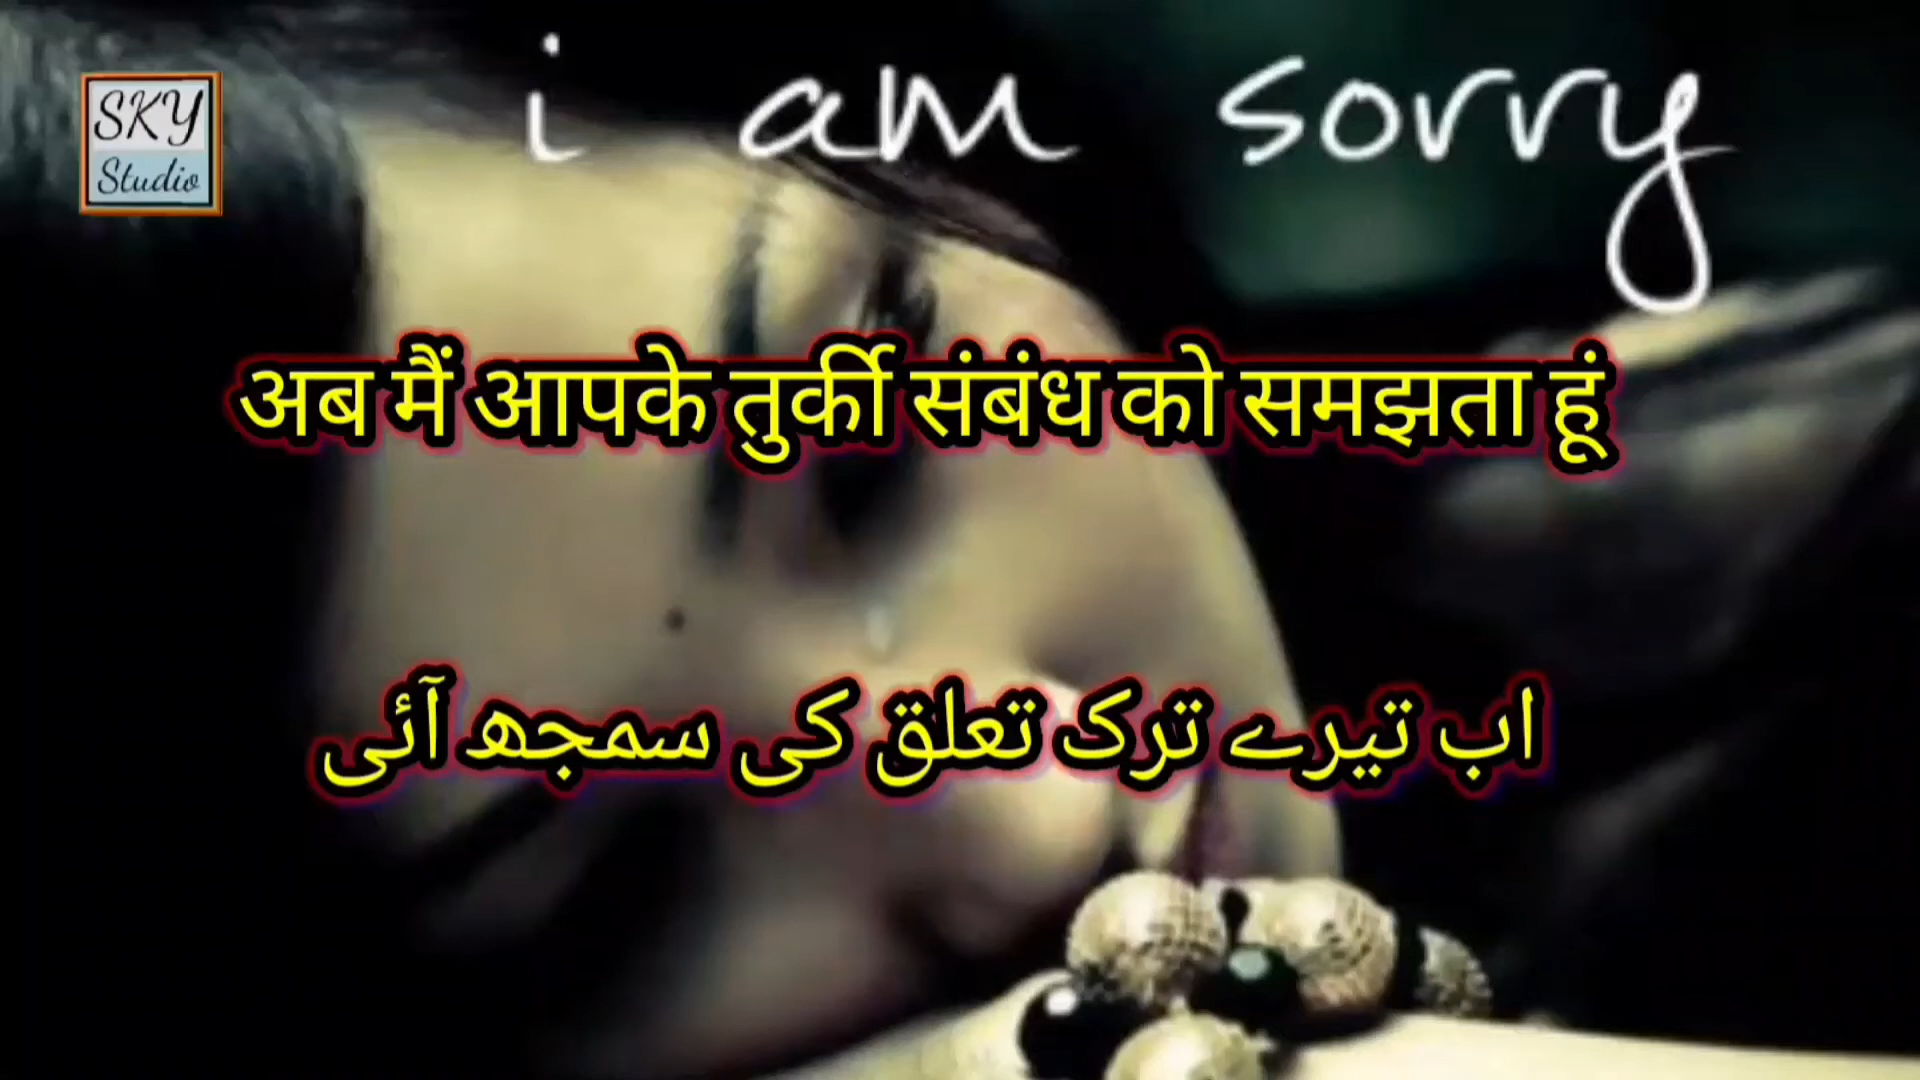 i am sorry
SKY
Studio
अब मैं आपके तुर्की संबंध को समझता हूं
اب تیرے ترک تعلق کی سمجھ آئی